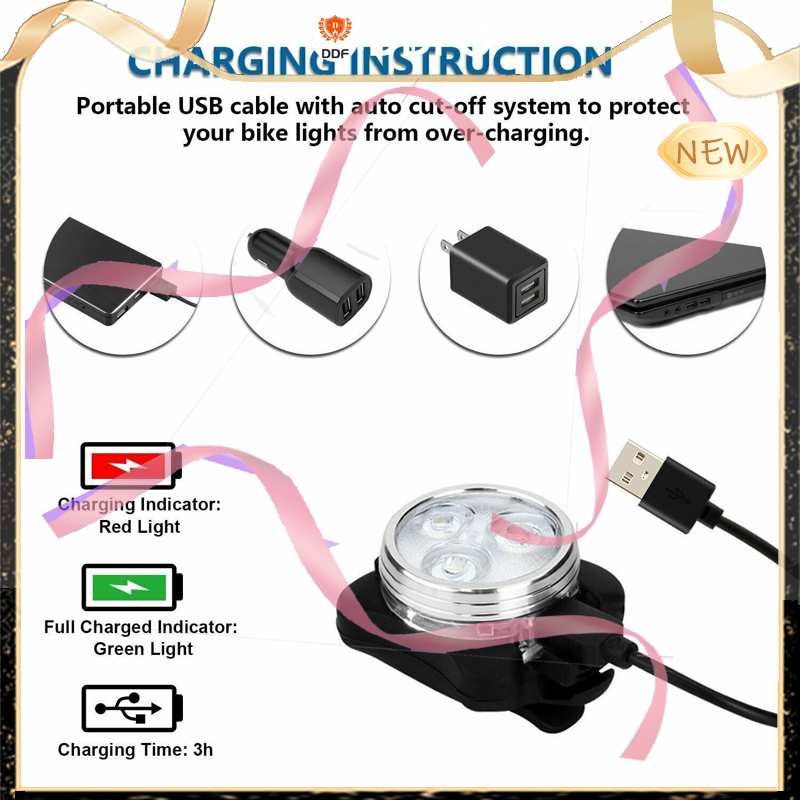 DDF
CHARGING INSTRUCTION
Portable USB cable with auto cut-off system to protect
your bike lights from over-charging.
NEW
Charging Indicator:
Red Light
Full Charged Indicator:
Green Light
Charging Time: 3h